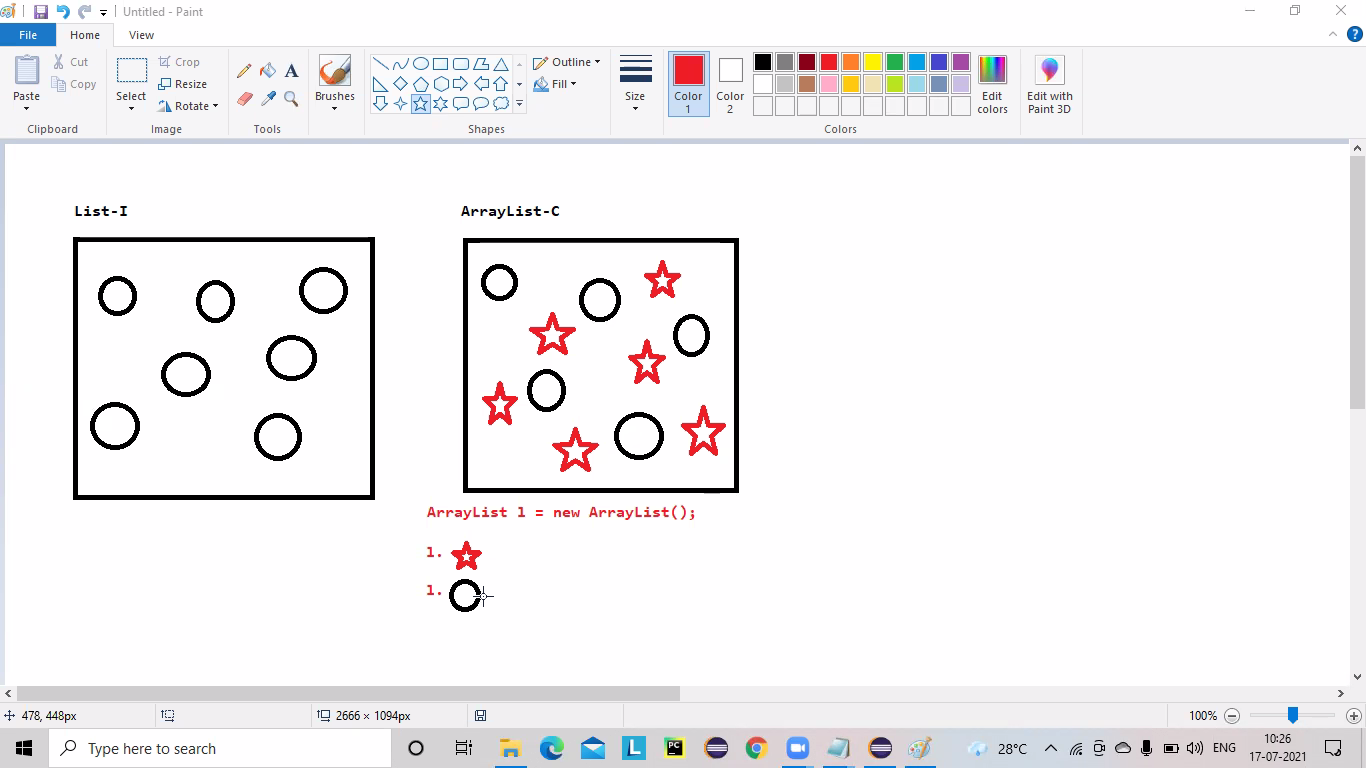 Untitled - Paint
File Home View
Paste
Cut
Copy
Clipboard
Select
Crop
Resize
Rotate
Image
A
Tools
Brushes
Outline
Fill
Shapes
Size
Color 1
Color 2
Edit colors
Colors
Edit with Paint 3D
List-I
ArrayList-C
ArrayList l = new ArrayList();
l.
l.
478, 448px
2666 × 1094px
100%
Type here to search
L
PC
28°C
ENG
10:26
17-07-2021